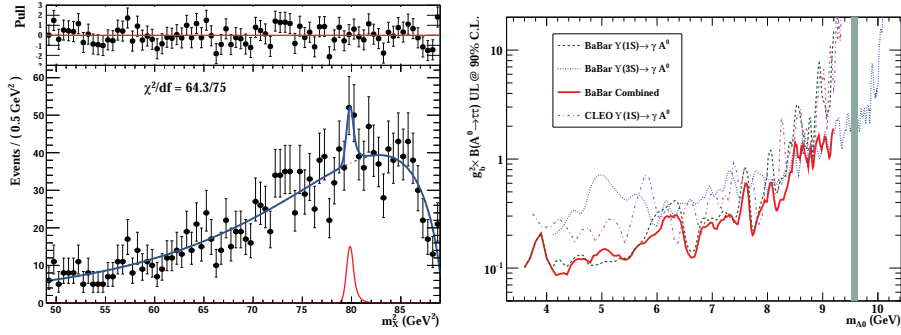 Pull
3
2
1
0
-1
-2
-3
Events / ( 0.5 GeV² )
60
50
40
30
20
10
0
χ²/df = 64.3/75
50 55 60 65 70 75 80 85
m²_X (GeV²)
g²_b × B(A⁰→ττ) UL @ 90% C.L.
10
1
10⁻¹
BaBar Υ(1S)→γ A⁰
BaBar Υ(3S)→γ A⁰
BaBar Combined
CLEO Υ(1S)→γ A⁰
4 5 6 7 8 9 10
m_A0 (GeV)